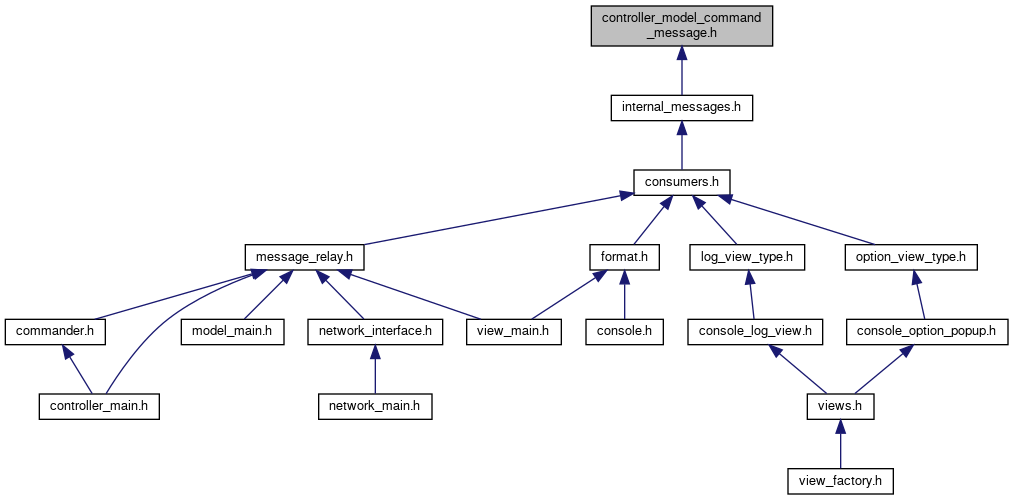 controller_model_command
_message.h
internal_messages.h
consumers.h
message_relay.h
format.h
log_view_type.h
option_view_type.h
commander.h
model_main.h
network_interface.h
view_main.h
console.h
console_log_view.h
console_option_popup.h
controller_main.h
network_main.h
views.h
view_factory.h